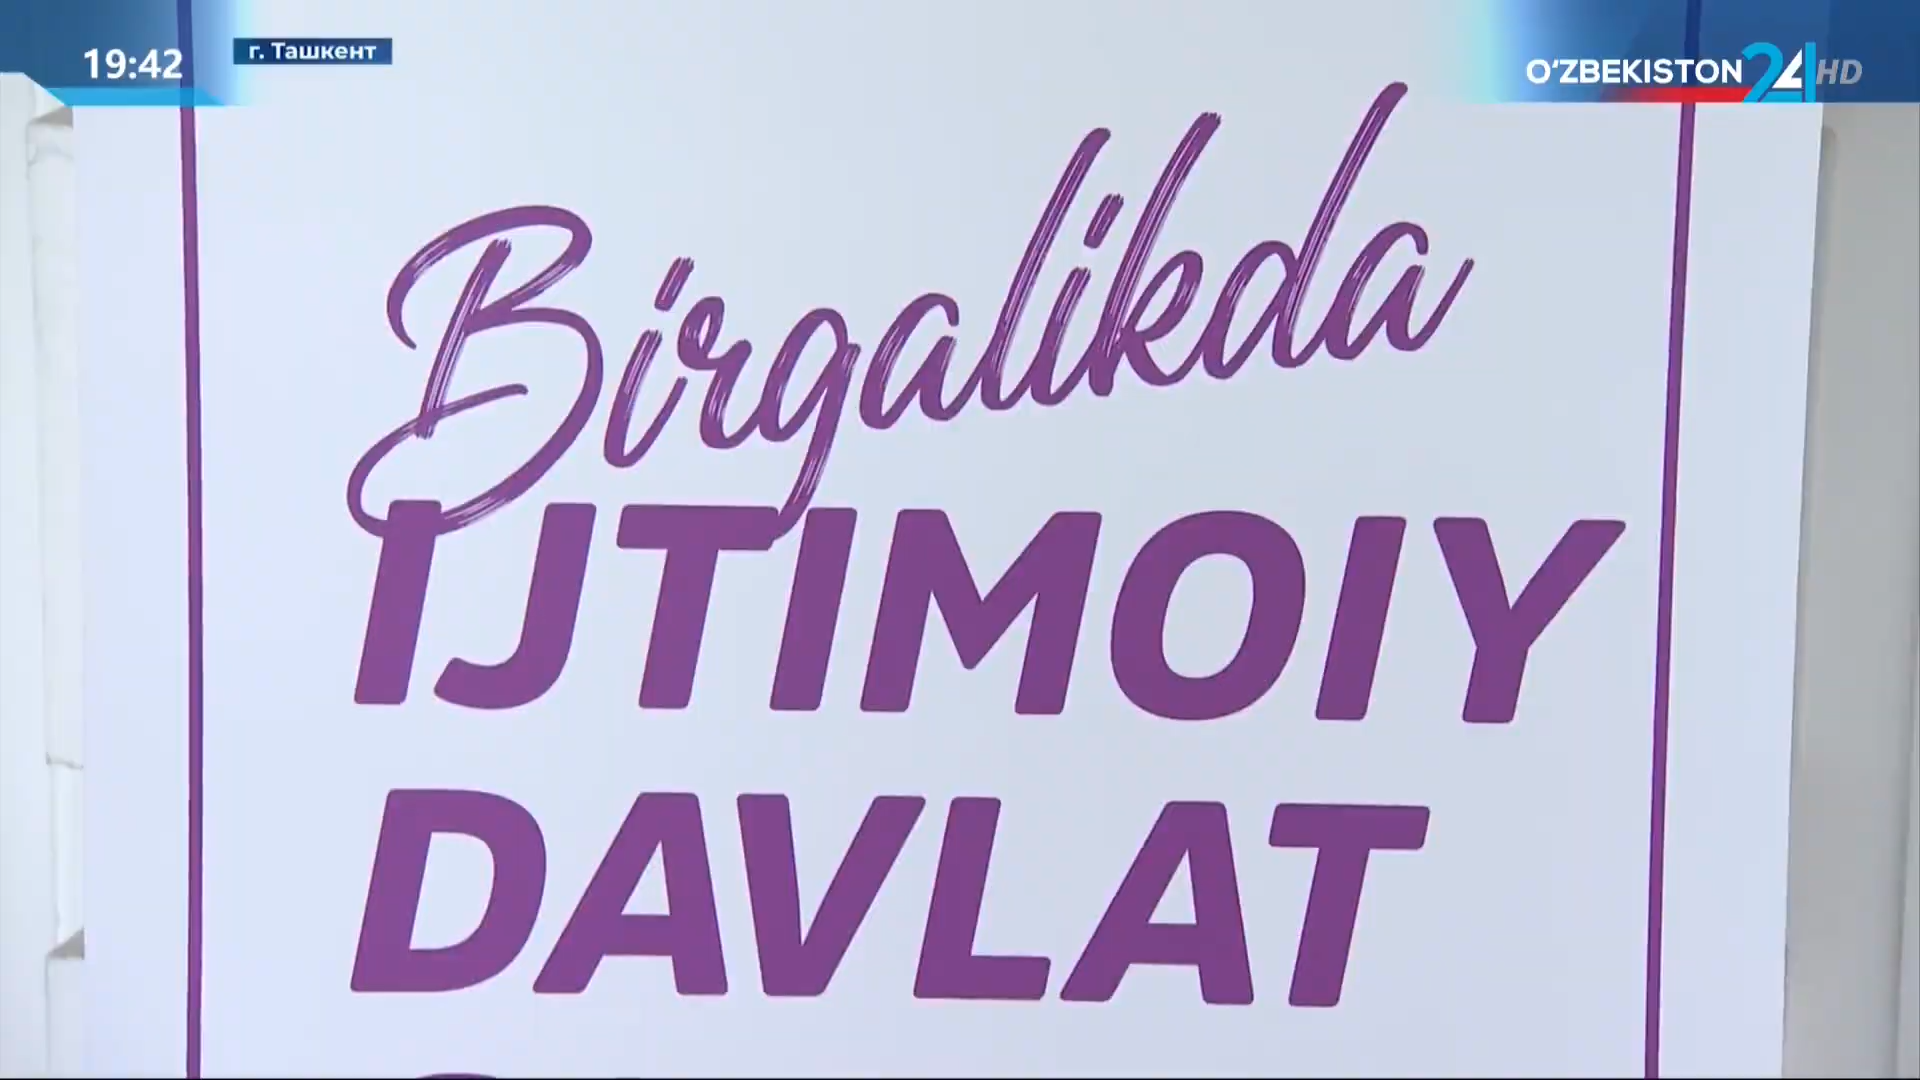 19:42
г. Ташкент
O‘ZBEKISTON 24 HD
Birgalikda
IJTIMOIY
DAVLAT